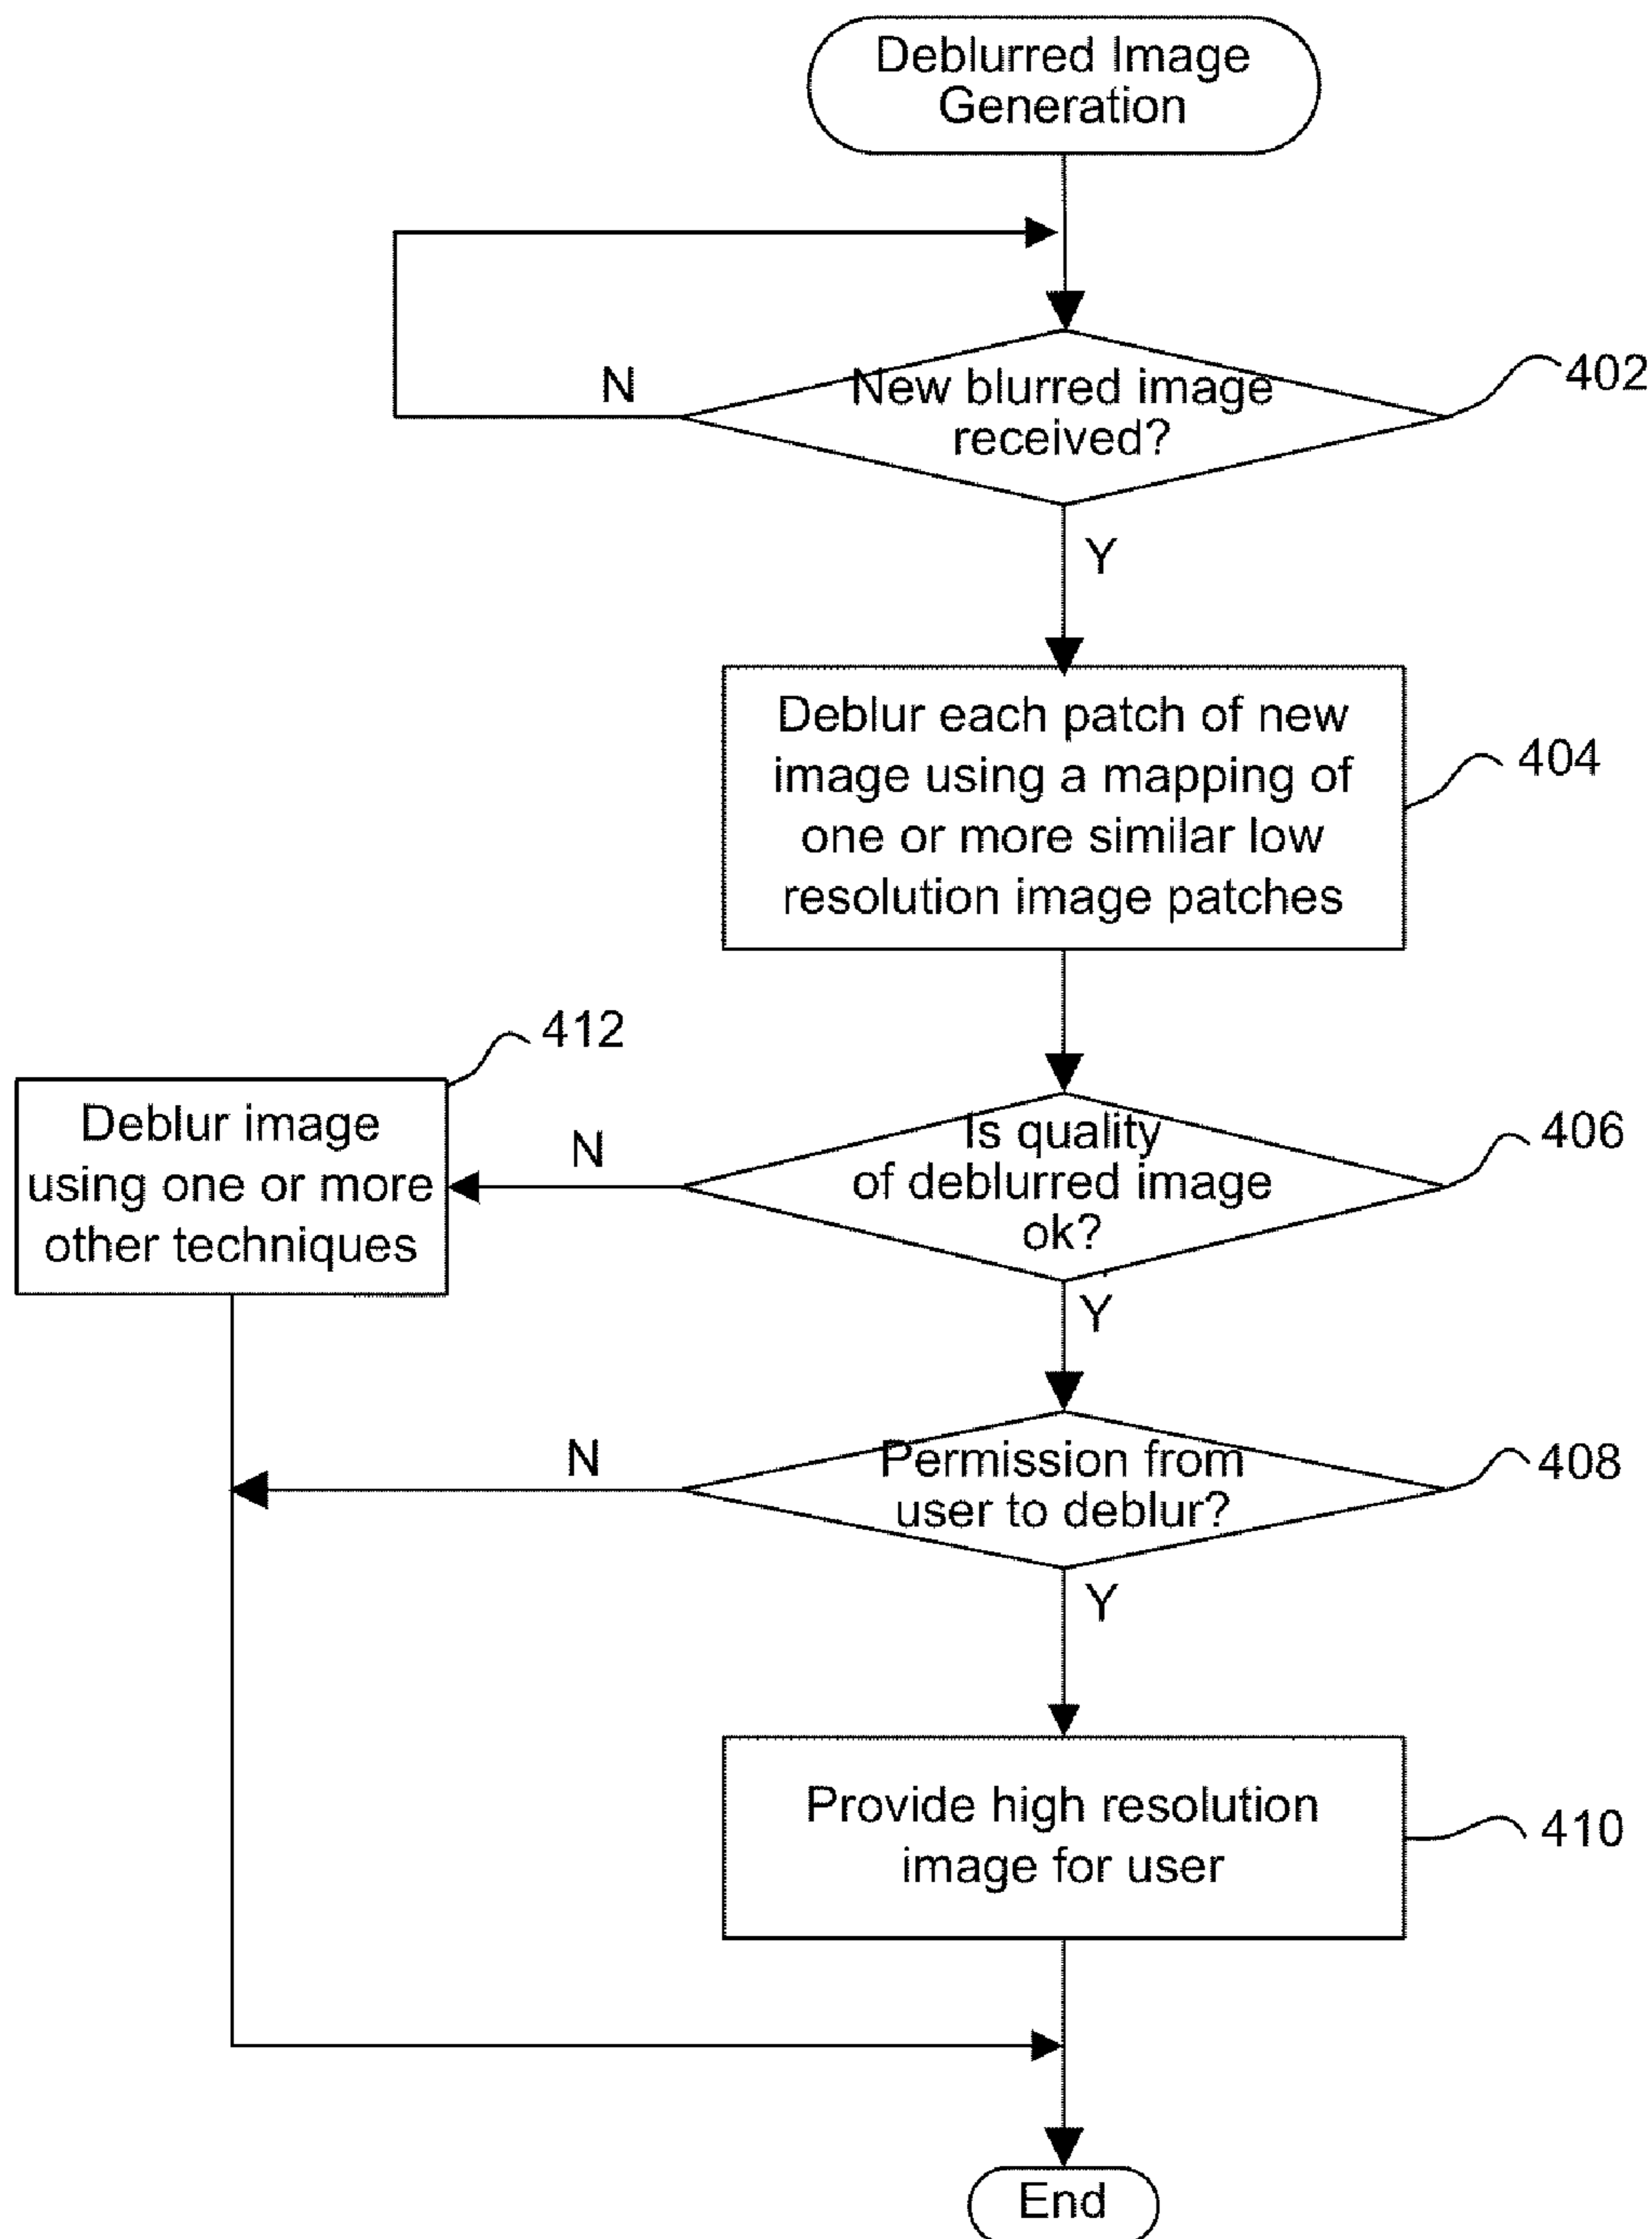 Deblurred Image
Generation
N
New blurred image
received?
402
Y
Deblur each patch of new
image using a mapping of
one or more similar low
resolution image patches
404
412
Deblur image
using one or more
other techniques
N
Is quality
of deblurred image
ok?
406
Y
N
Permission from
user to deblur?
408
Y
Provide high resolution
image for user
410
End